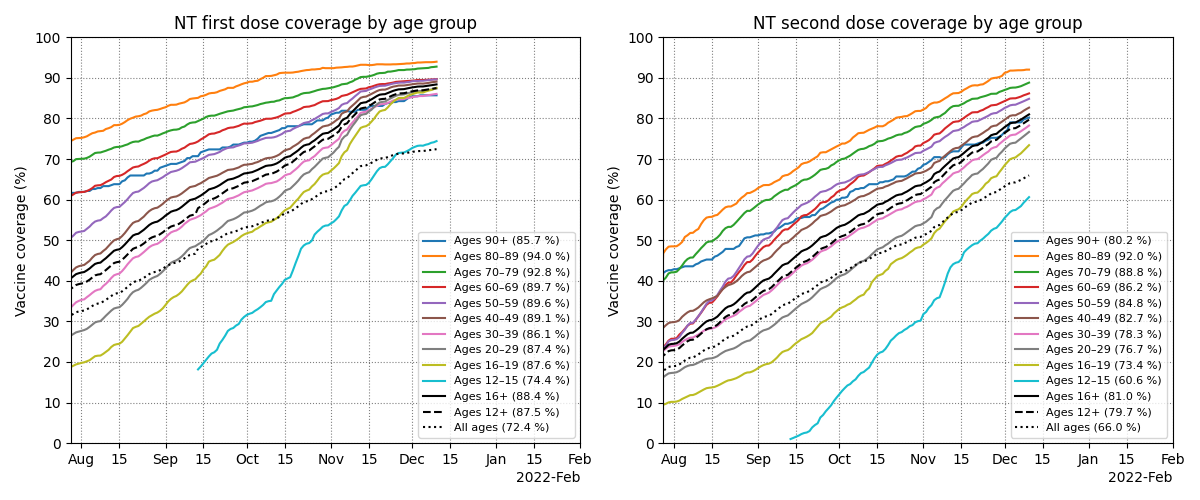 NT first dose coverage by age group
Vaccine coverage (%)
100
90
80
70
60
50
40
30
20
10
0
Aug 15 Sep 15 Oct 15 Nov 15 Dec 15 Jan 15 Feb
2022-Feb
Ages 90+ (85.7 %)
Ages 80–89 (94.0 %)
Ages 70–79 (92.8 %)
Ages 60–69 (89.7 %)
Ages 50–59 (89.6 %)
Ages 40–49 (89.1 %)
Ages 30–39 (86.1 %)
Ages 20–29 (87.4 %)
Ages 16–19 (87.6 %)
Ages 12–15 (74.4 %)
Ages 16+ (88.4 %)
Ages 12+ (87.5 %)
All ages (72.4 %)
NT second dose coverage by age group
Vaccine coverage (%)
100
90
80
70
60
50
40
30
20
10
0
Aug 15 Sep 15 Oct 15 Nov 15 Dec 15 Jan 15 Feb
2022-Feb
Ages 90+ (80.2 %)
Ages 80–89 (92.0 %)
Ages 70–79 (88.8 %)
Ages 60–69 (86.2 %)
Ages 50–59 (84.8 %)
Ages 40–49 (82.7 %)
Ages 30–39 (78.3 %)
Ages 20–29 (76.7 %)
Ages 16–19 (73.4 %)
Ages 12–15 (60.6 %)
Ages 16+ (81.0 %)
Ages 12+ (79.7 %)
All ages (66.0 %)